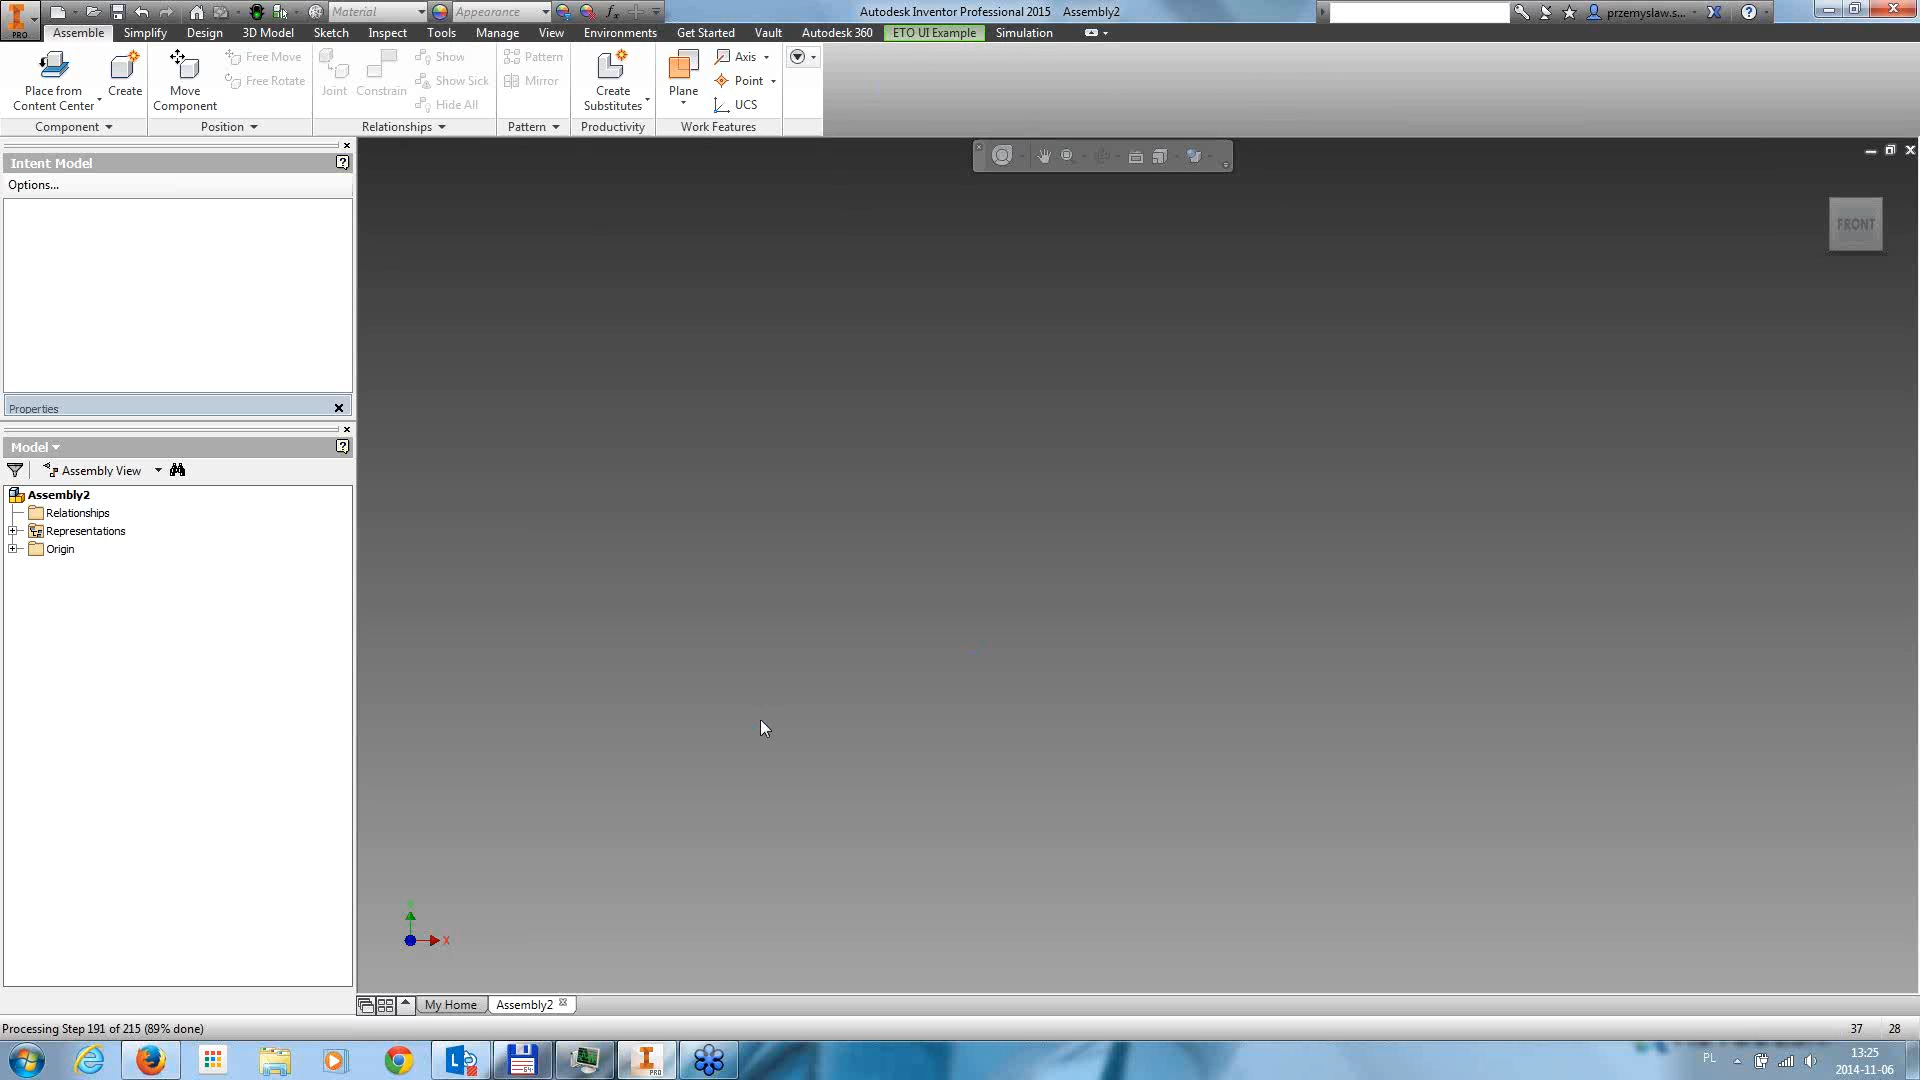 Material
Appearance
Autodesk Inventor Professional 2015 Assembly2
przemyslaw.s...
PRO
Assemble Simplify Design 3D Model Sketch Inspect Tools Manage View Environments Get Started Vault Autodesk 360 ETO UI Example Simulation
Place from
Content Center
Create
Move
Component
Free Move
Free Rotate
Joint
Constrain
Show
Show Sick
Hide All
Pattern
Mirror
Create
Substitutes
Plane
Axis
Point
UCS
Component Position Relationships Pattern Productivity Work Features
Intent Model
Options...
FRONT
Properties
Model
Assembly View
Assembly2
Relationships
Representations
Origin
X
My Home Assembly2
Processing Step 191 of 215 (89% done)
37 28
PRO
PL
13:25
2014-11-06